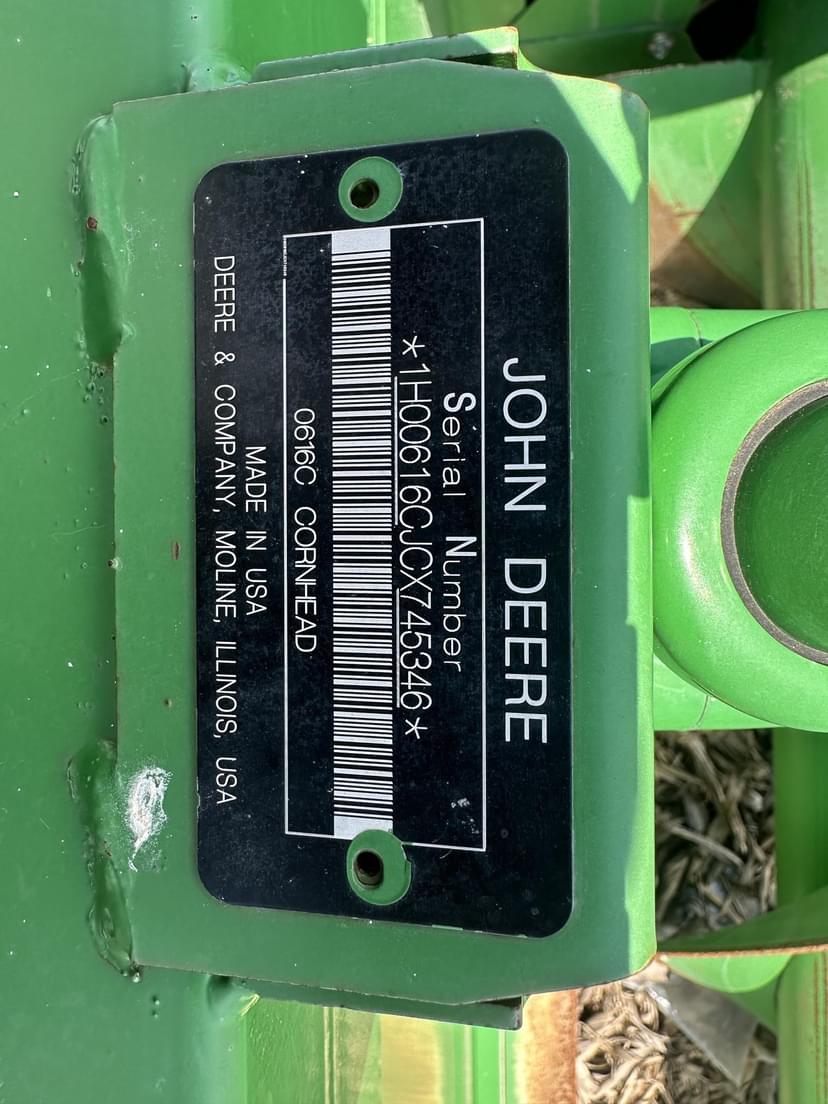 JOHN DEERE
Serial Number
*1H00616CJCX745346*
0616C CORNHEAD
MADE IN USA
DEERE & COMPANY, MOLINE, ILLINOIS, USA